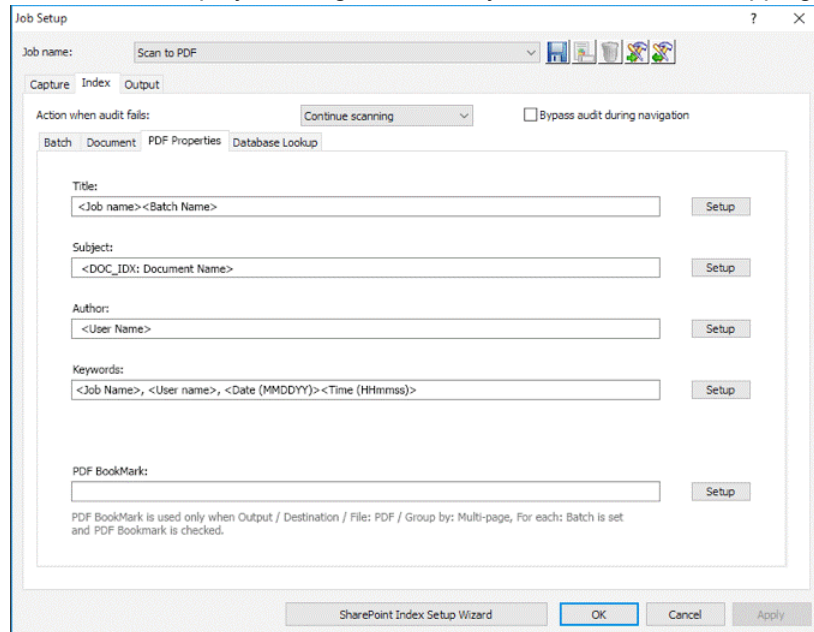 Job Setup ? X
Job name: Scan to PDF
Capture Index Output
Action when audit fails: Continue scanning Bypass audit during navigation
Batch Document PDF Properties Database Lookup
Title:
<Job name><Batch Name> Setup
Subject:
<DOC_IDX: Document Name> Setup
Author:
<User Name> Setup
Keywords:
<Job Name>, <User name>, <Date (MMDDYY)><Time (HHmmss)> Setup
PDF BookMark:
Setup
PDF BookMark is used only when Output / Destination / File: PDF / Group by: Multi-page, For each: Batch is set
and PDF Bookmark is checked.
SharePoint Index Setup Wizard OK Cancel Apply